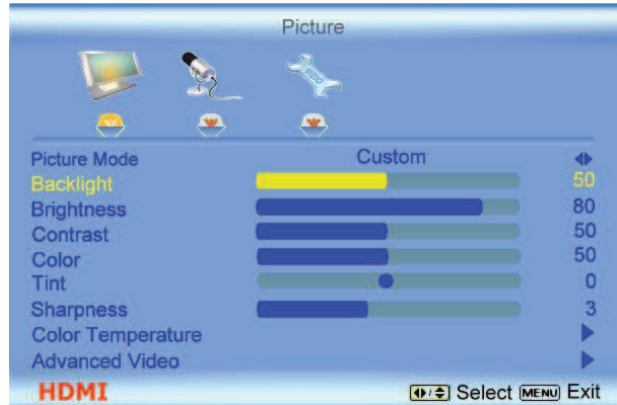 Picture
VIZIO
Picture Mode Custom
Backlight 50
Brightness 80
Contrast 50
Color 50
Tint 0
Sharpness 3
Color Temperature
Advanced Video
HDMI Select MENU Exit